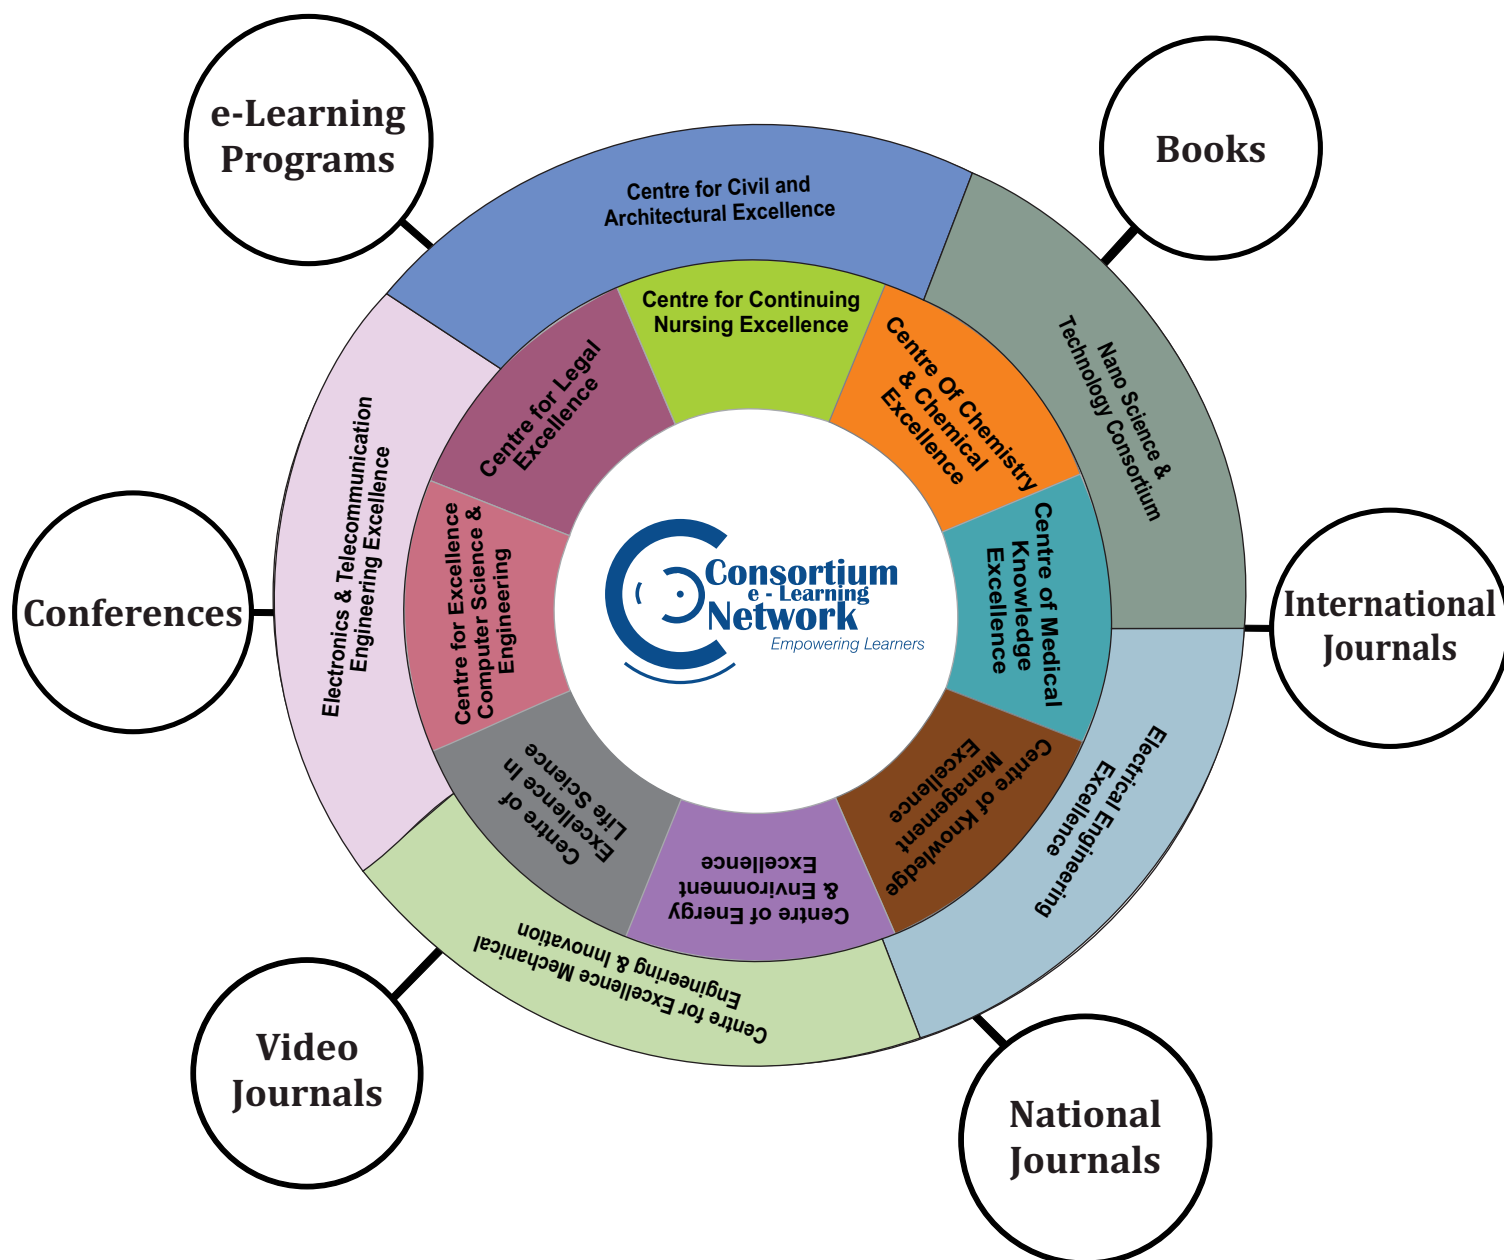 e-Learning
Programs
Books
Centre for Civil and
Architectural Excellence
Nano Science &
Technology Consortium
Electrical Engineering
Excellence
Centre for Excellence Mechanical
Engineering & Innovation
Electronics & Telecommunication
Engineering Excellence
Centre for Continuing
Nursing Excellence
Centre Of Chemistry
& Chemical
Excellence
Centre of Medical
Knowledge
Excellence
Centre of Knowledge
Management
Excellence
Centre of Energy
& Environment
Excellence
Centre of
Excellence In
Life Science
Centre for Excellence
Computer Science &
Engineering
Centre for Legal
Excellence
Consortium
e - Learning
Network
Empowering Learners
Conferences
International
Journals
Video
Journals
National
Journals